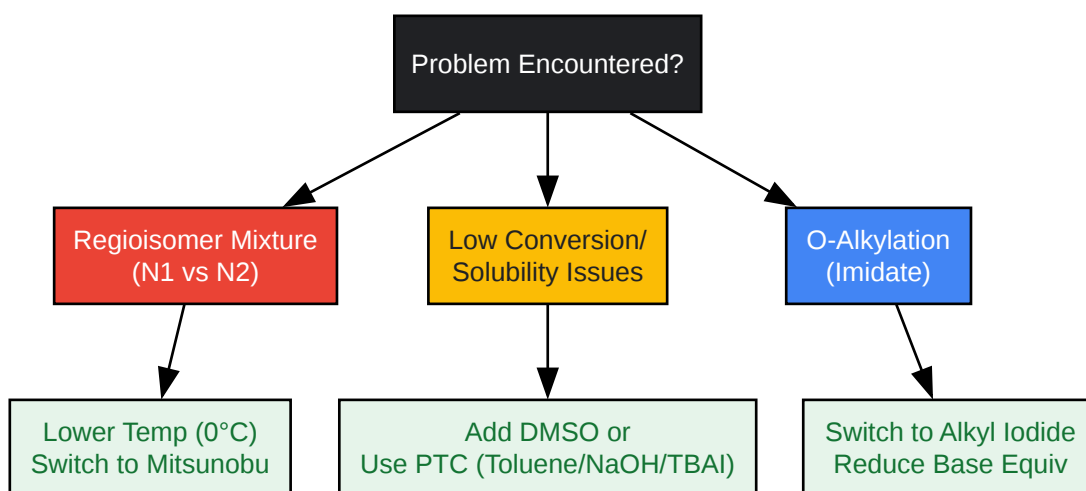 Problem Encountered?
Regioisomer Mixture
(N1 vs N2)
Low Conversion/
Solubility Issues
O-Alkylation
(Imidate)
Lower Temp (0°C)
Switch to Mitsunobu
Add DMSO or
Use PTC (Toluene/NaOH/TBAI)
Switch to Alkyl Iodide
Reduce Base Equiv